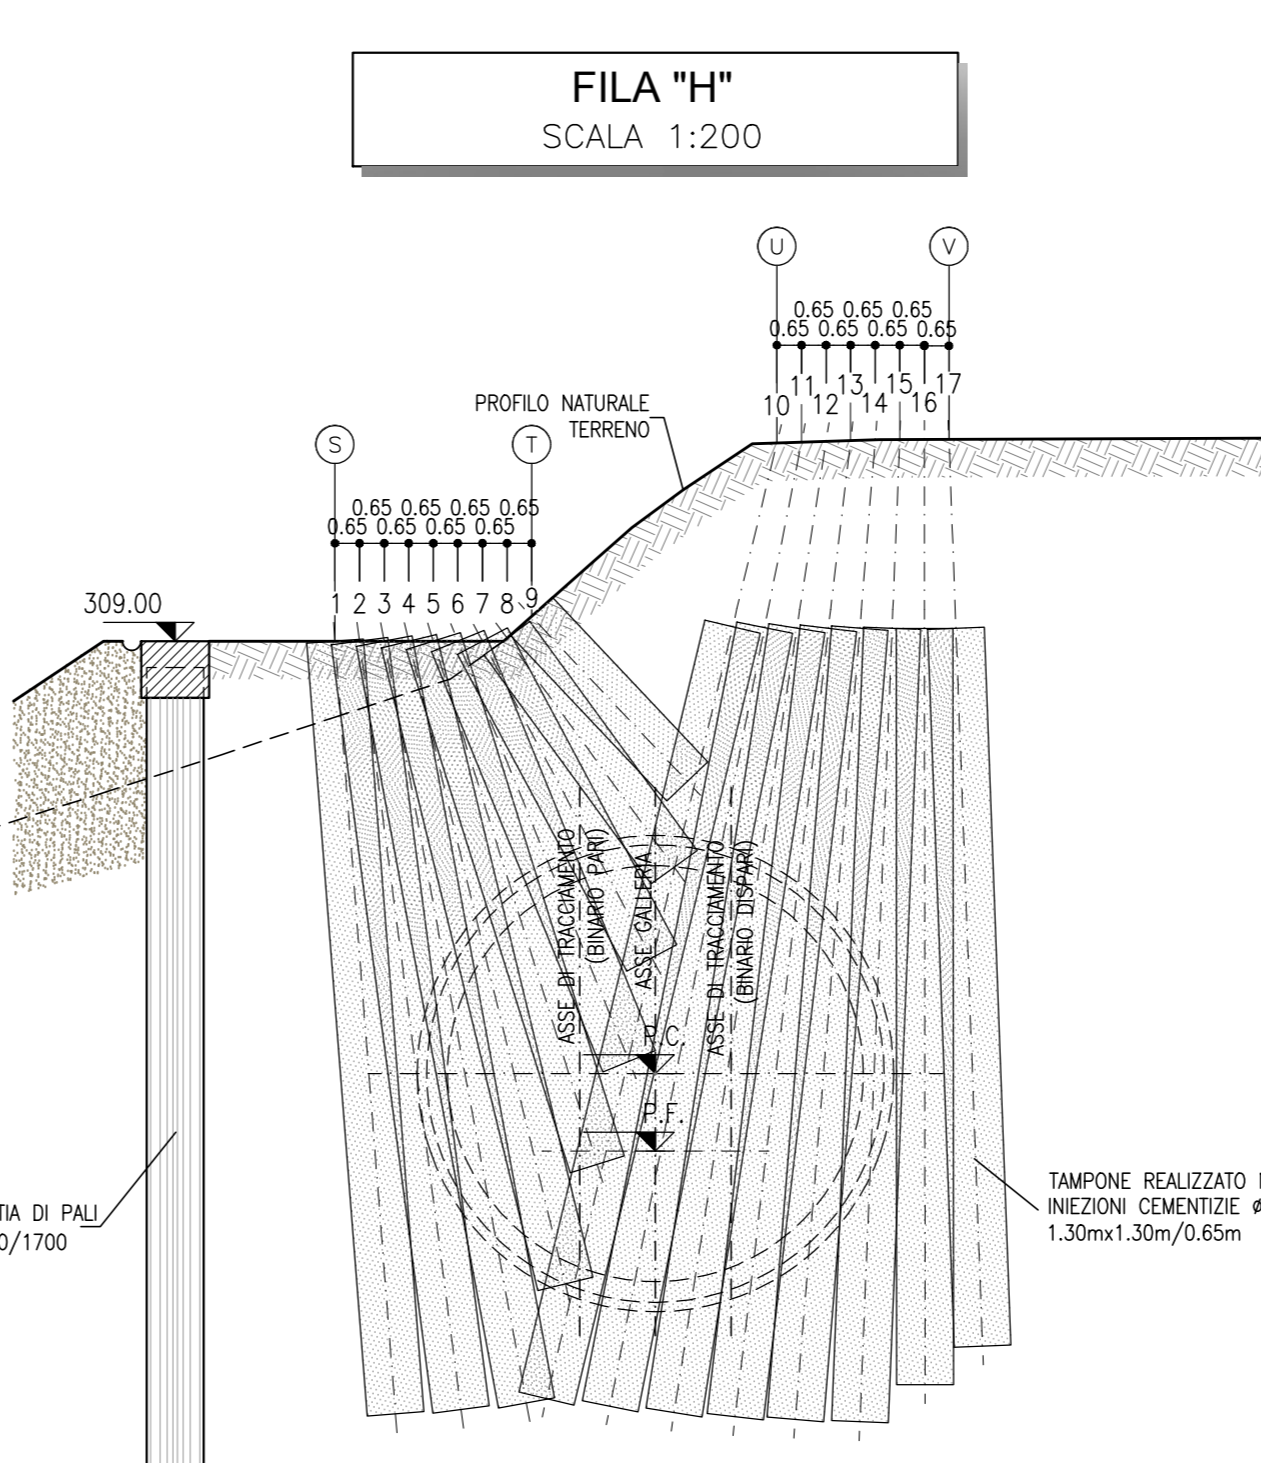 FILA "H"
SCALA 1:200
U V
0.65 0.65 0.65
0.65 0.65 0.65 0.65
10 11 12 13 14 15 16 17
PROFILO NATURALE
TERRENO
S T
0.65 0.65 0.65 0.65
0.65 0.65 0.65 0.65
1 2 3 4 5 6 7 8 9
309.00
ASSE DI TRACCIAMENTO
(BINARIO PARI)
ASSE GALLERIA
ASSE DI TRACCIAMENTO
(BINARIO DISPARI)
P.C.
P.F.
TIA DI PALI
0/1700
TAMPONE REALIZZATO
INIEZIONI CEMENTIZIE Ø
1.30mx1.30m/0.65m